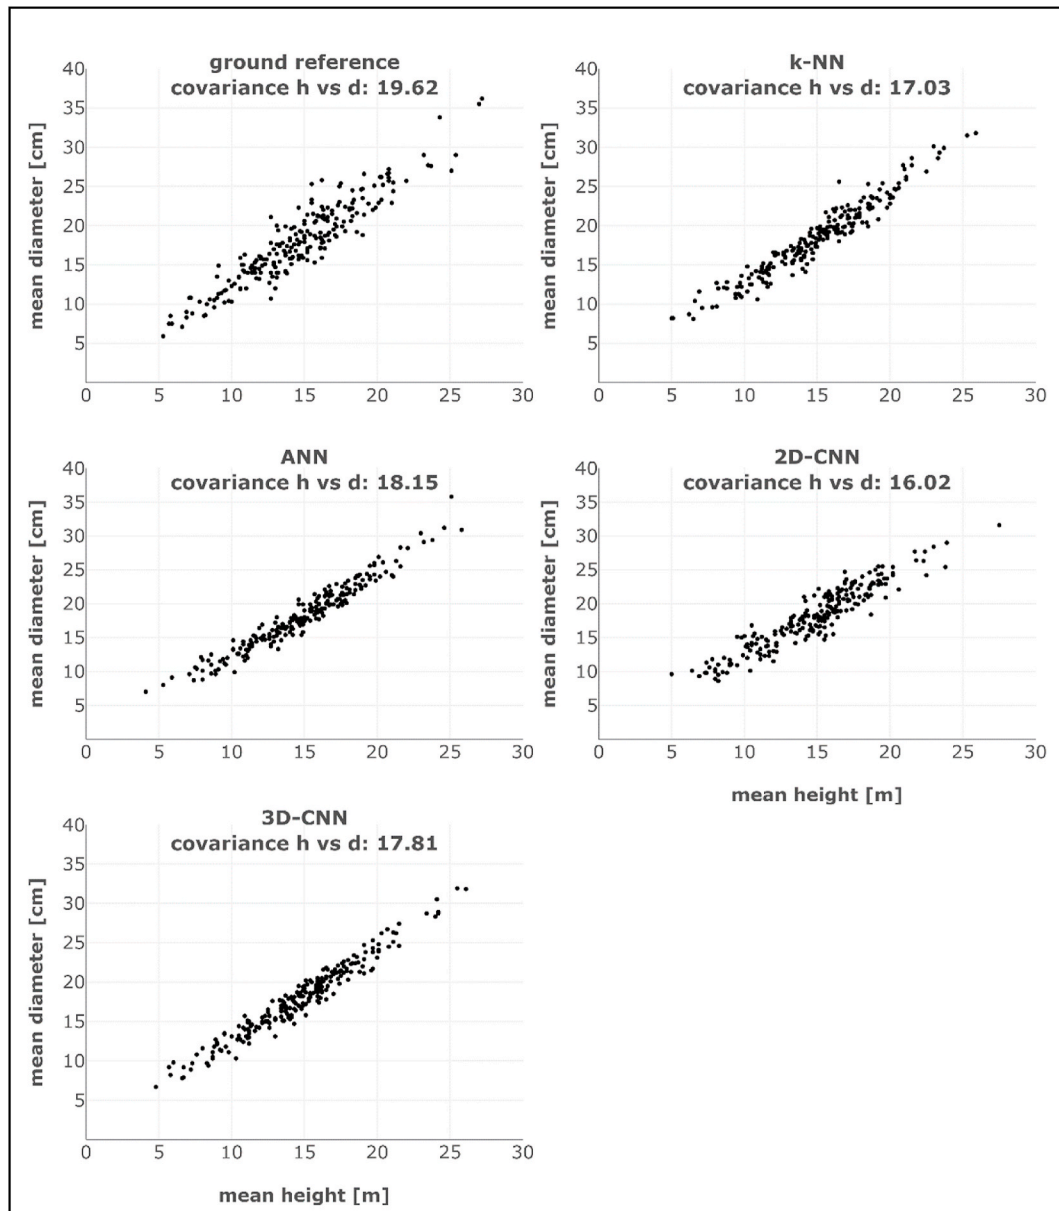 ground reference
covariance h vs d: 19.62
mean diameter [cm]
40
35
30
25
20
15
10
5
0 5 10 15 20 25 30
k-NN
covariance h vs d: 17.03
mean diameter [cm]
40
35
30
25
20
15
10
5
0 5 10 15 20 25 30
ANN
covariance h vs d: 18.15
mean diameter [cm]
40
35
30
25
20
15
10
5
0 5 10 15 20 25 30
2D-CNN
covariance h vs d: 16.02
mean diameter [cm]
40
35
30
25
20
15
10
5
0 5 10 15 20 25 30
mean height [m]
3D-CNN
covariance h vs d: 17.81
mean diameter [cm]
40
35
30
25
20
15
10
5
0 5 10 15 20 25 30
mean height [m]